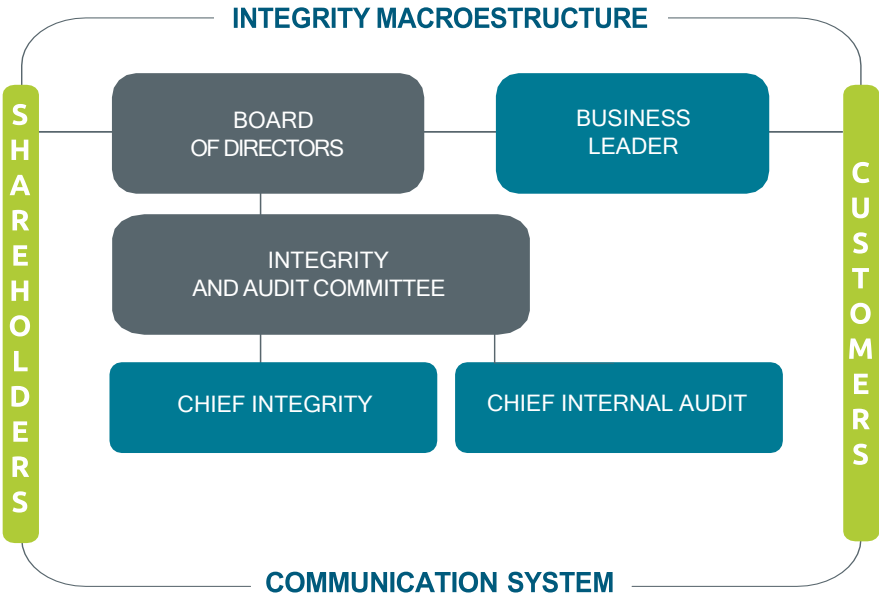 INTEGRITY MACROESTRUCTURE
SHAREHOLDERS
BOARD
OF DIRECTORS
BUSINESS
LEADER
CUSTOMERS
INTEGRITY
AND AUDIT COMMITTEE
CHIEF INTEGRITY
CHIEF INTERNAL AUDIT
COMMUNICATION SYSTEM